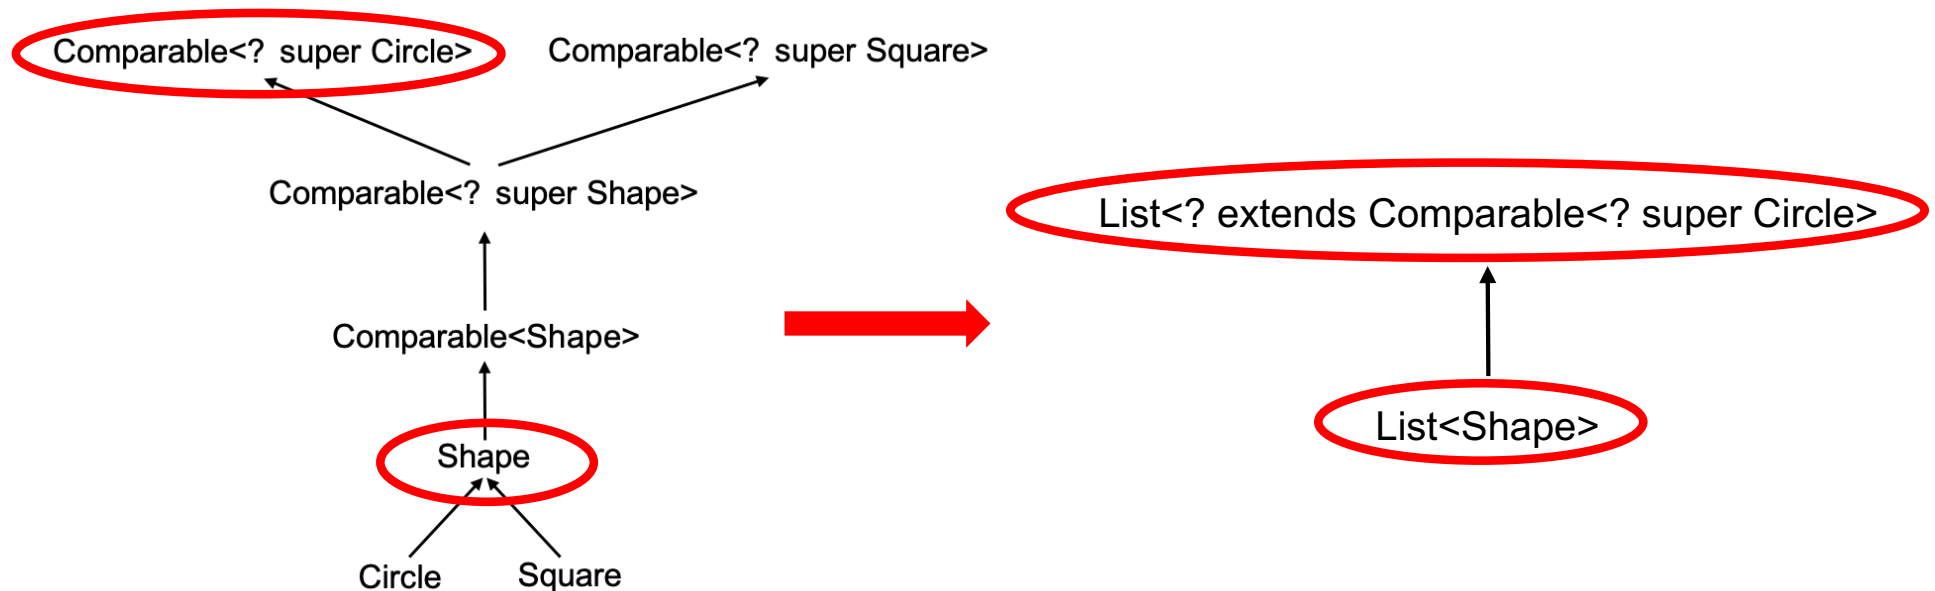 Comparable<? super Circle>
Comparable<? super Square>
Comparable<? super Shape>
Comparable<Shape>
Shape
Circle
Square
List<? extends Comparable<? super Circle>
List<Shape>